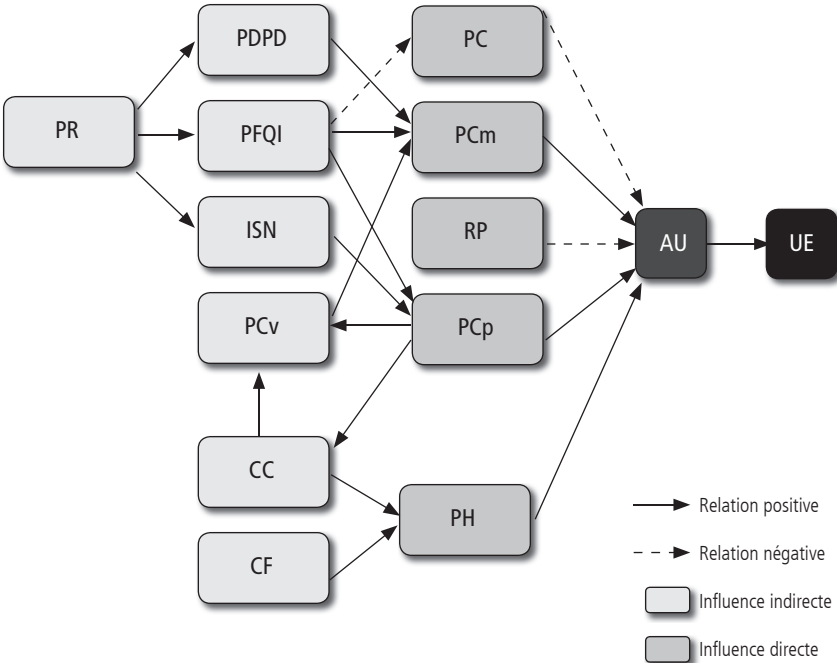 PDPD
PC
PR
PFQI
PCm
ISN
RP
AU
UE
PCv
PCp
CC
PH
CF
Relation positive
Relation négative
Influence indirecte
Influence directe